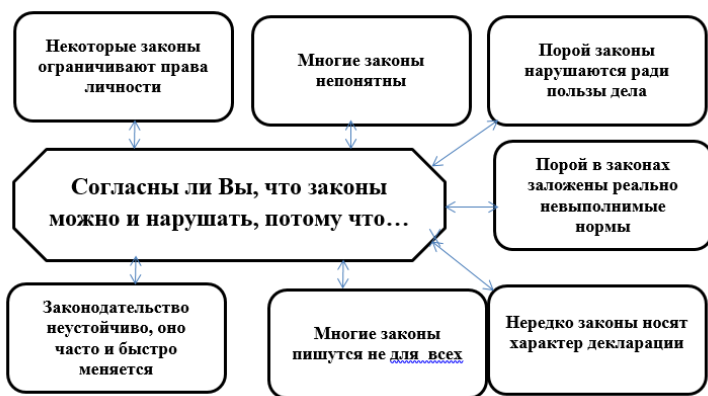 Некоторые законы
ограничивают права
личности
Многие законы
непонятны
Порой законы
нарушаются ради
пользы дела
Согласны ли Вы, что законы
можно и нарушать, потому что…
Порой в законах
заложены реально
невыполнимые
нормы
Законодательство
неустойчиво, оно
часто и быстро
меняется
Многие законы
пишутся не для всех
Нередко законы носят
характер декларации